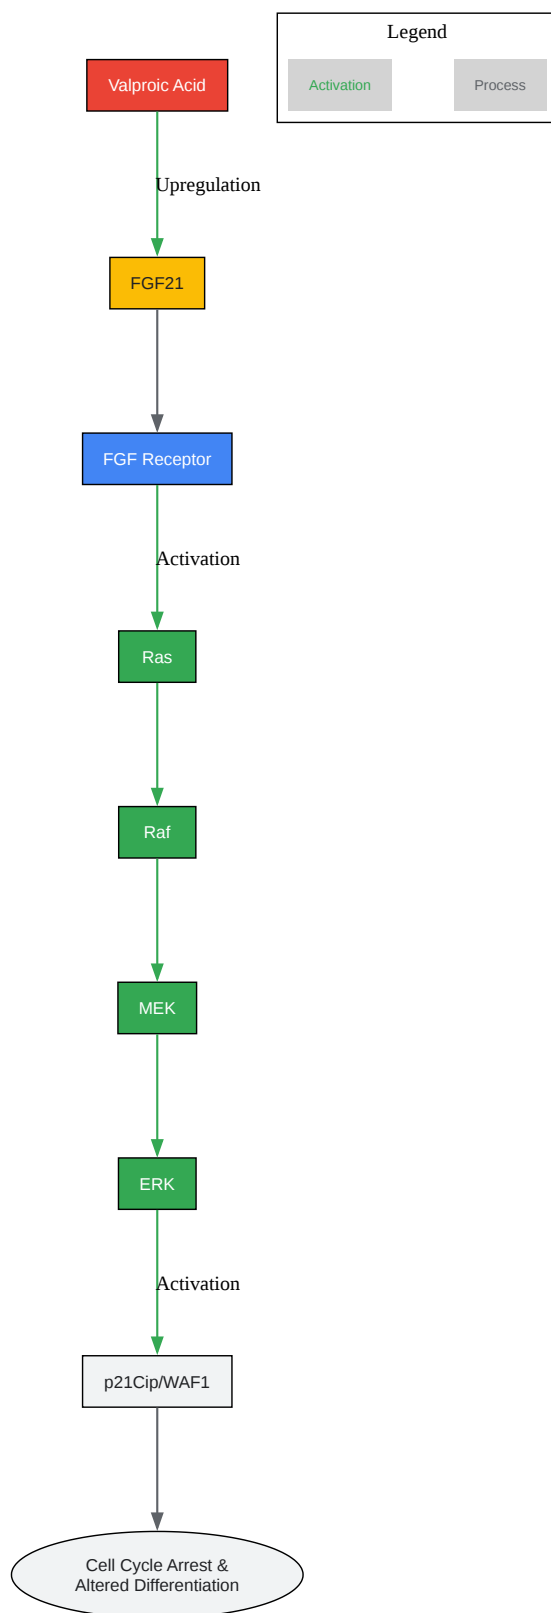 Legend
Valproic Acid
Activation
Process
Upregulation
FGF21
FGF Receptor
Activation
Ras
Raf
MEK
ERK
Activation
p21Cip/WAF1
Cell Cycle Arrest &
Altered Differentiation